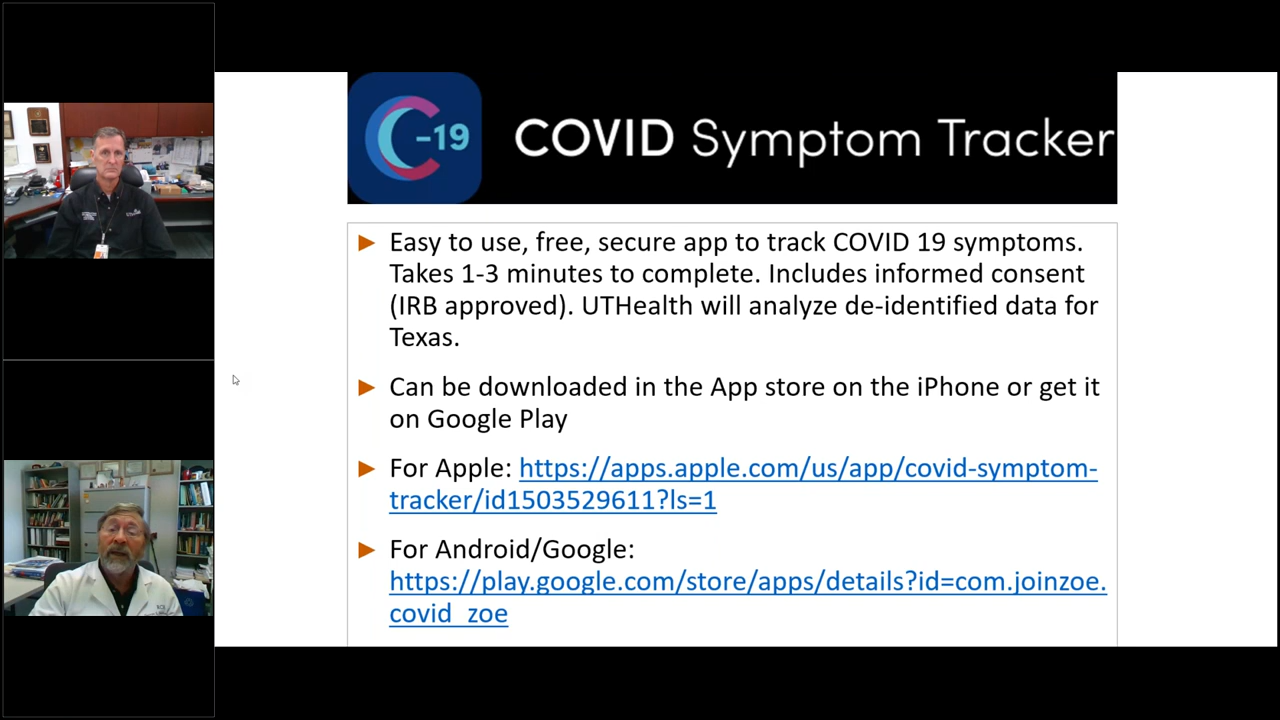 C-19
COVID Symptom Tracker
Easy to use, free, secure app to track COVID 19 symptoms.
Takes 1-3 minutes to complete. Includes informed consent
(IRB approved). UTHealth will analyze de-identified data for
Texas.
Can be downloaded in the App store on the iPhone or get it
on Google Play
For Apple: https://apps.apple.com/us/app/covid-symptom-
tracker/id1503529611?ls=1
For Android/Google:
https://play.google.com/store/apps/details?id=com.joinzoe.
covid_zoe